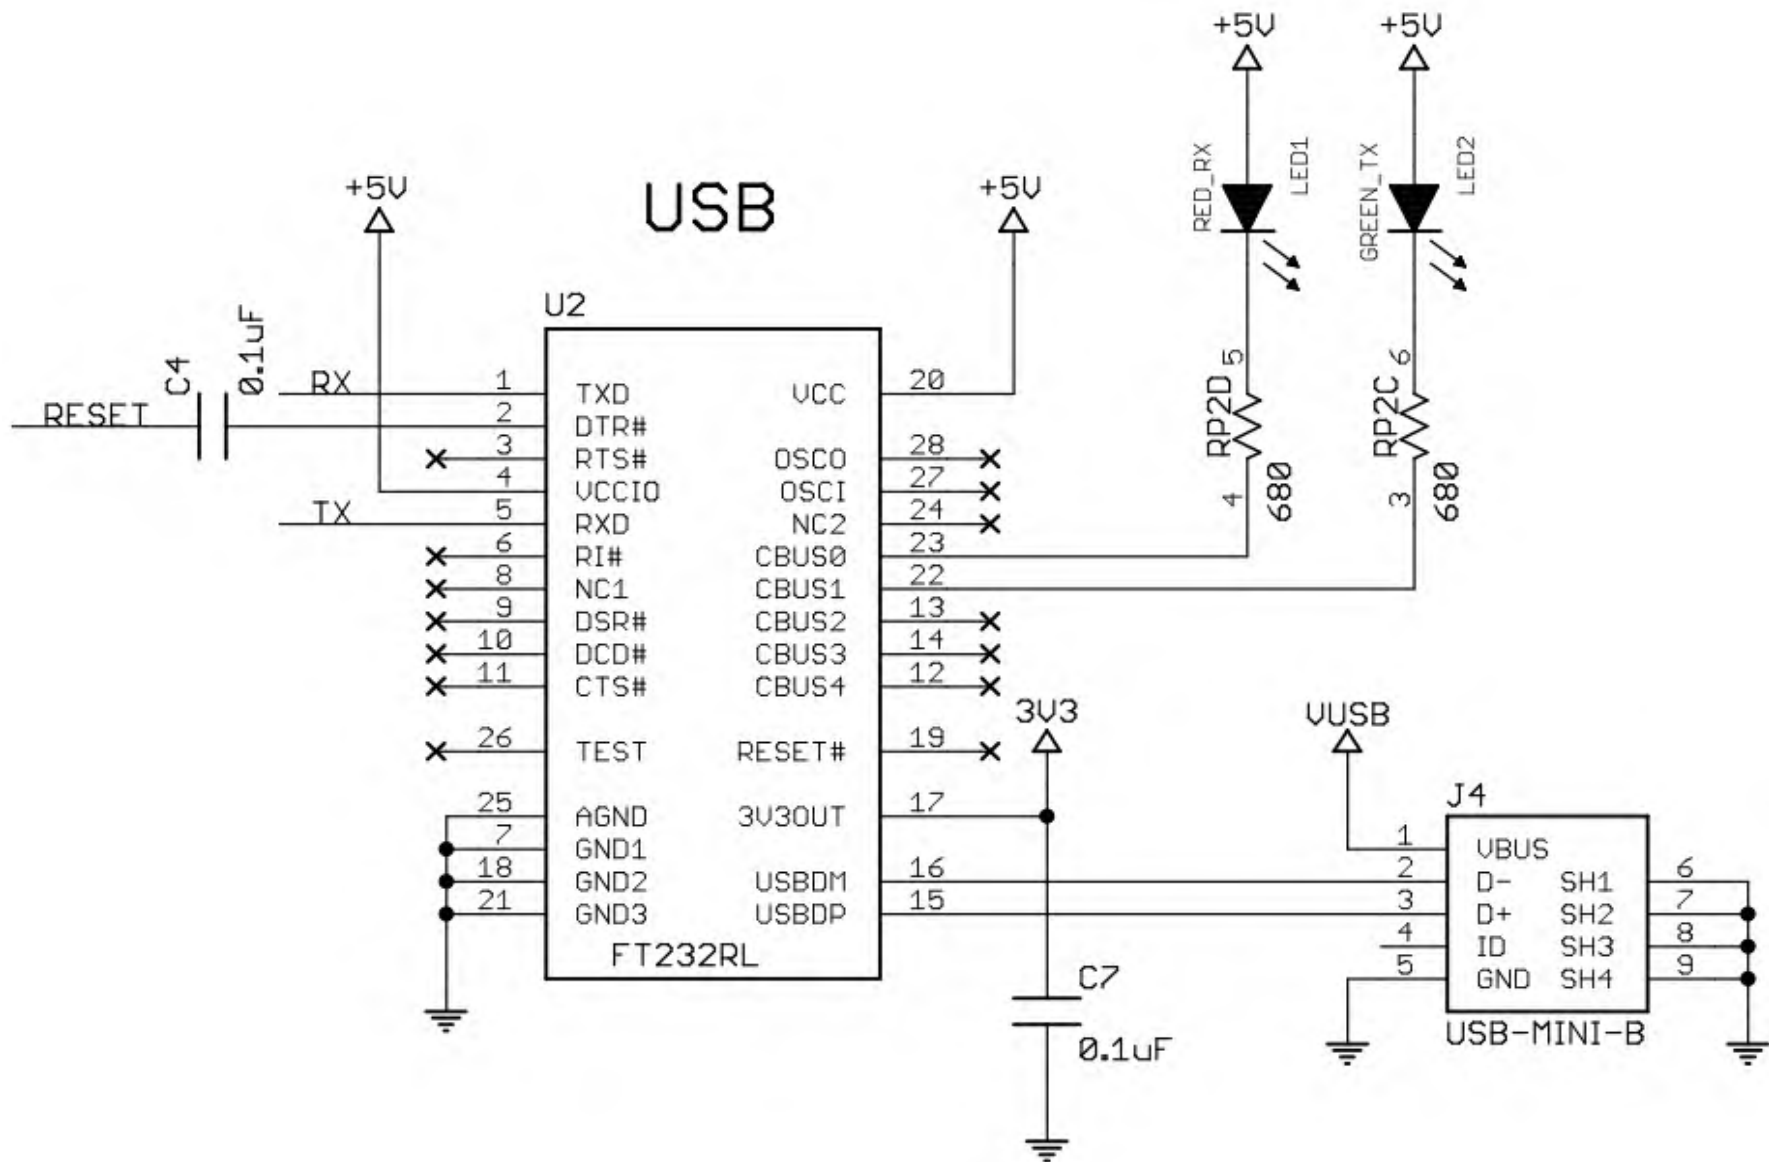 +5V
+5V
RED_RX
LED1
GREEN_TX
LED2
USB
+5V
+5V
U2
C4
0.1uF
RX
1
TXD
VCC
20
RESET
2
DTR#
3
RTS#
OSCO
28
4
VCCIO
OSCI
27
TX
5
RXD
NC2
24
6
RI#
CBUS0
23
8
NC1
CBUS1
22
9
DSR#
CBUS2
13
10
DCD#
CBUS3
14
11
CTS#
CBUS4
12
26
TEST
RESET#
19
25
AGND
3V3OUT
17
7
GND1
18
GND2
USBDM
16
21
GND3
USBDP
15
FT232RL
5
RP2D
4
680
6
RP2C
3
680
3V3
C7
0.1uF
VUSB
J4
1
VBUS
2
D-
SH1
6
3
D+
SH2
7
4
ID
SH3
8
5
GND
SH4
9
USB-MINI-B